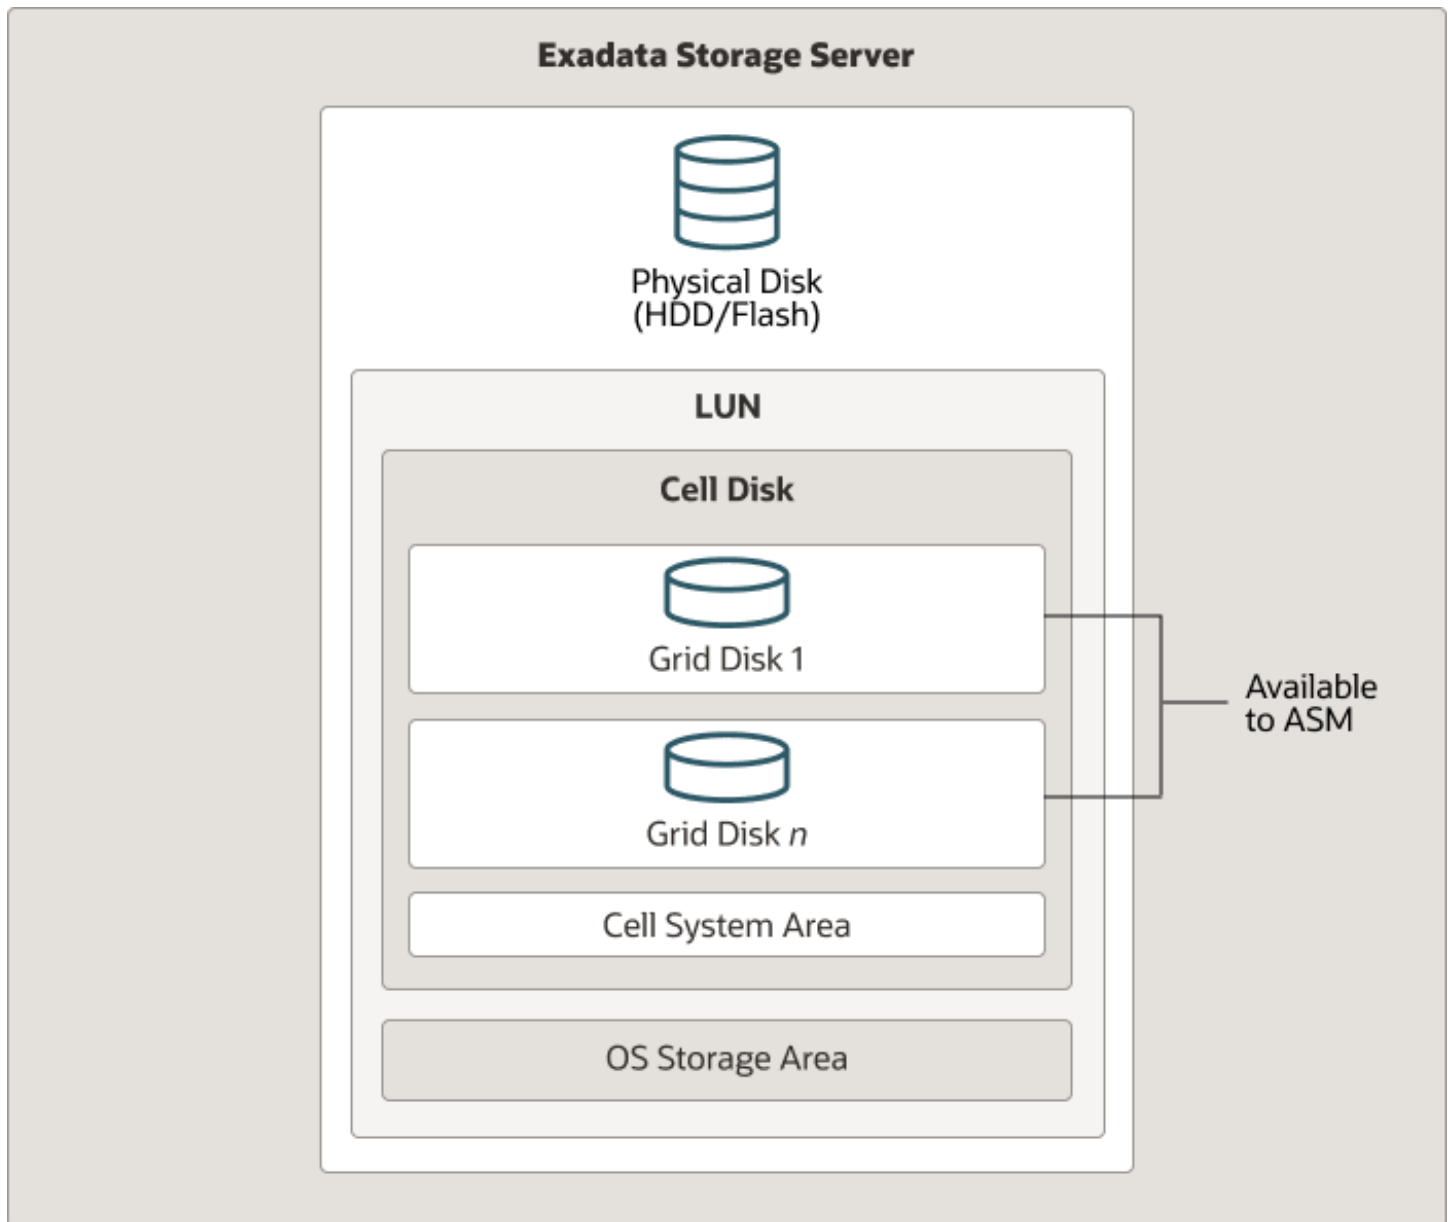 Exadata Storage Server
Physical Disk
(HDD/Flash)
LUN
Cell Disk
Grid Disk 1
Available
to ASM
Grid Disk n
Cell System Area
OS Storage Area